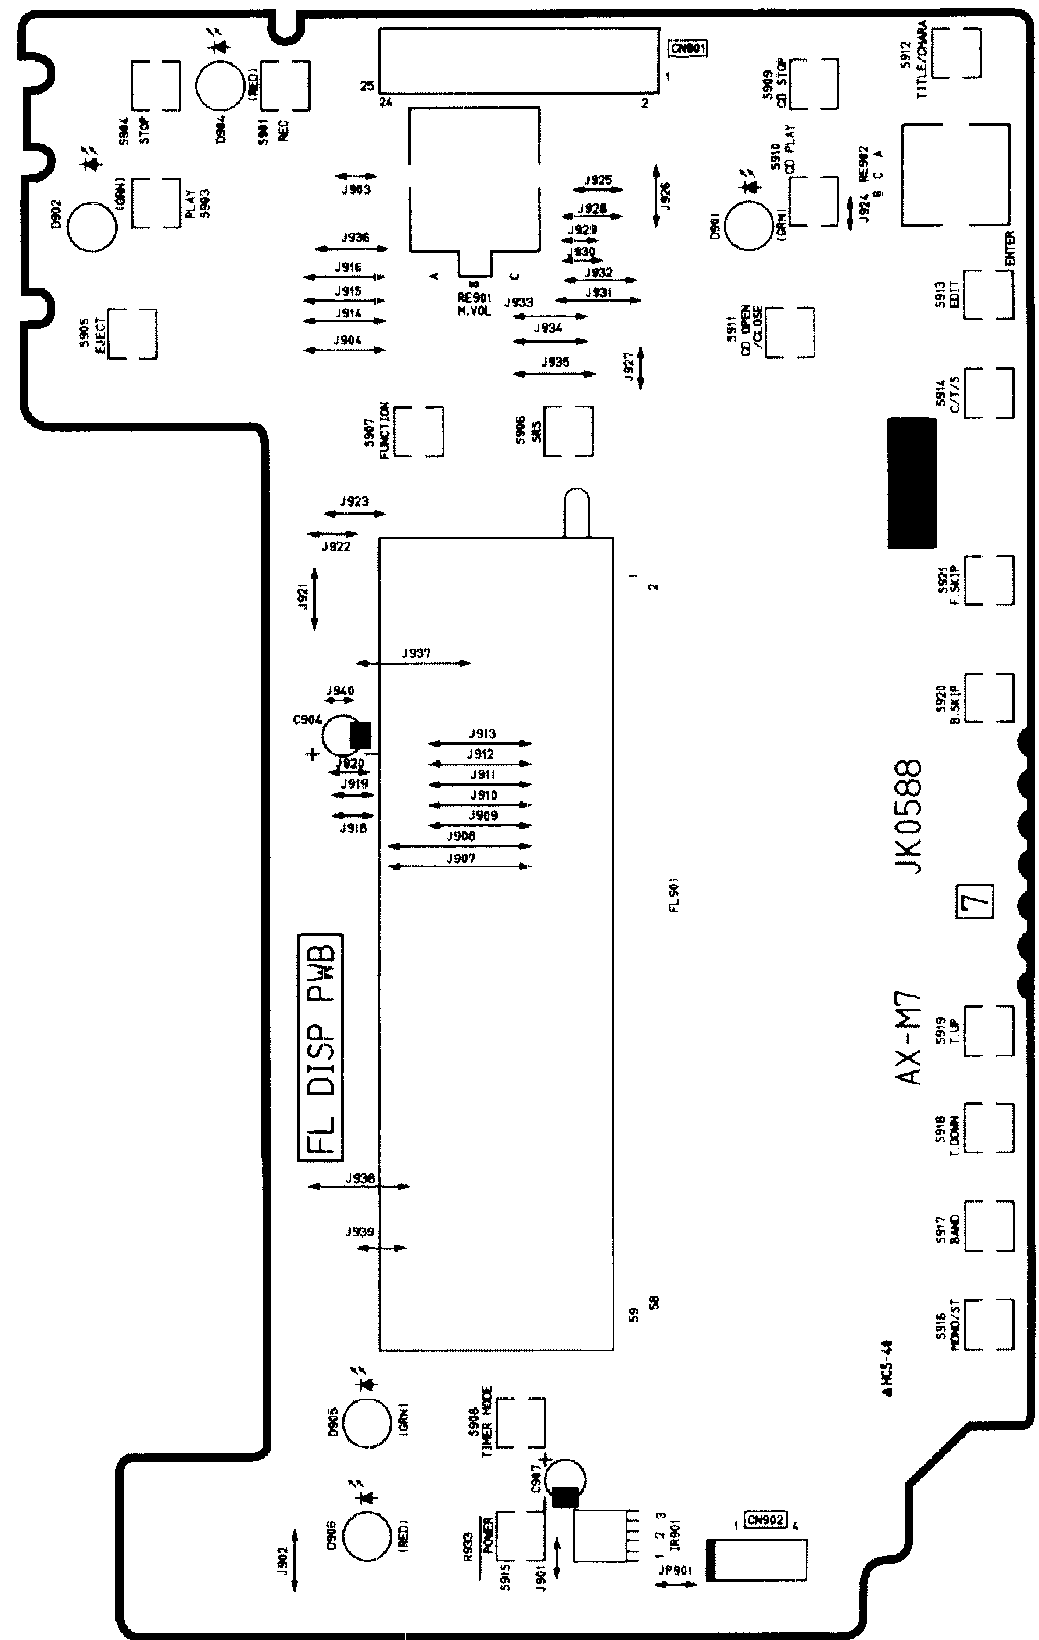 CN901
1
25
24
2
S904
STOP
D904
(RED)
S901
REC
S909
CD STOP
S912
TITLE/CHARA
D902
(GRN)
PLAY
S903
J903
J925
J926
J928
J929
J930
J932
J931
J933
J934
J935
J927
J936
J916
J915
J914
J904
A
C
RE901
M.VOL
S910
CD PLAY
D901
(GRN)
J924
RE902
B C A
ENTER
S905
EJECT
S911
CD OPEN
/CLOSE
S913
EDIT
S914
C/T/S
S907
FUNCTION
S906
SRS
J923
J922
J921
1
2
S921
F.SKIP
J937
J940
C904
+
J920
J919
J918
J913
J912
J911
J910
J909
J908
J907
S920
B.SKIP
FL901
JK0588
7
AX-M7
FL DISP PWB
S919
T.UP
S918
T.DOWN
S917
BAND
S916
MONO/ST
J938
J939
59
58
HCS-40
D905
(GRN)
S908
TIMER MODE
+
C907
D906
(RED)
J902
R933
POWER
S915
J901
1 2 3
IR901
JP901
1
CN902
4